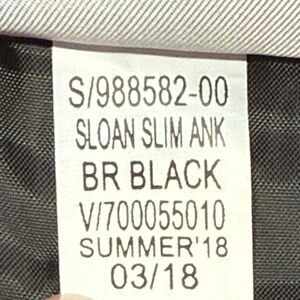 S/988582-00
SLOAN SLIM ANK
BR BLACK
V/700055010
SUMMER'18
03/18